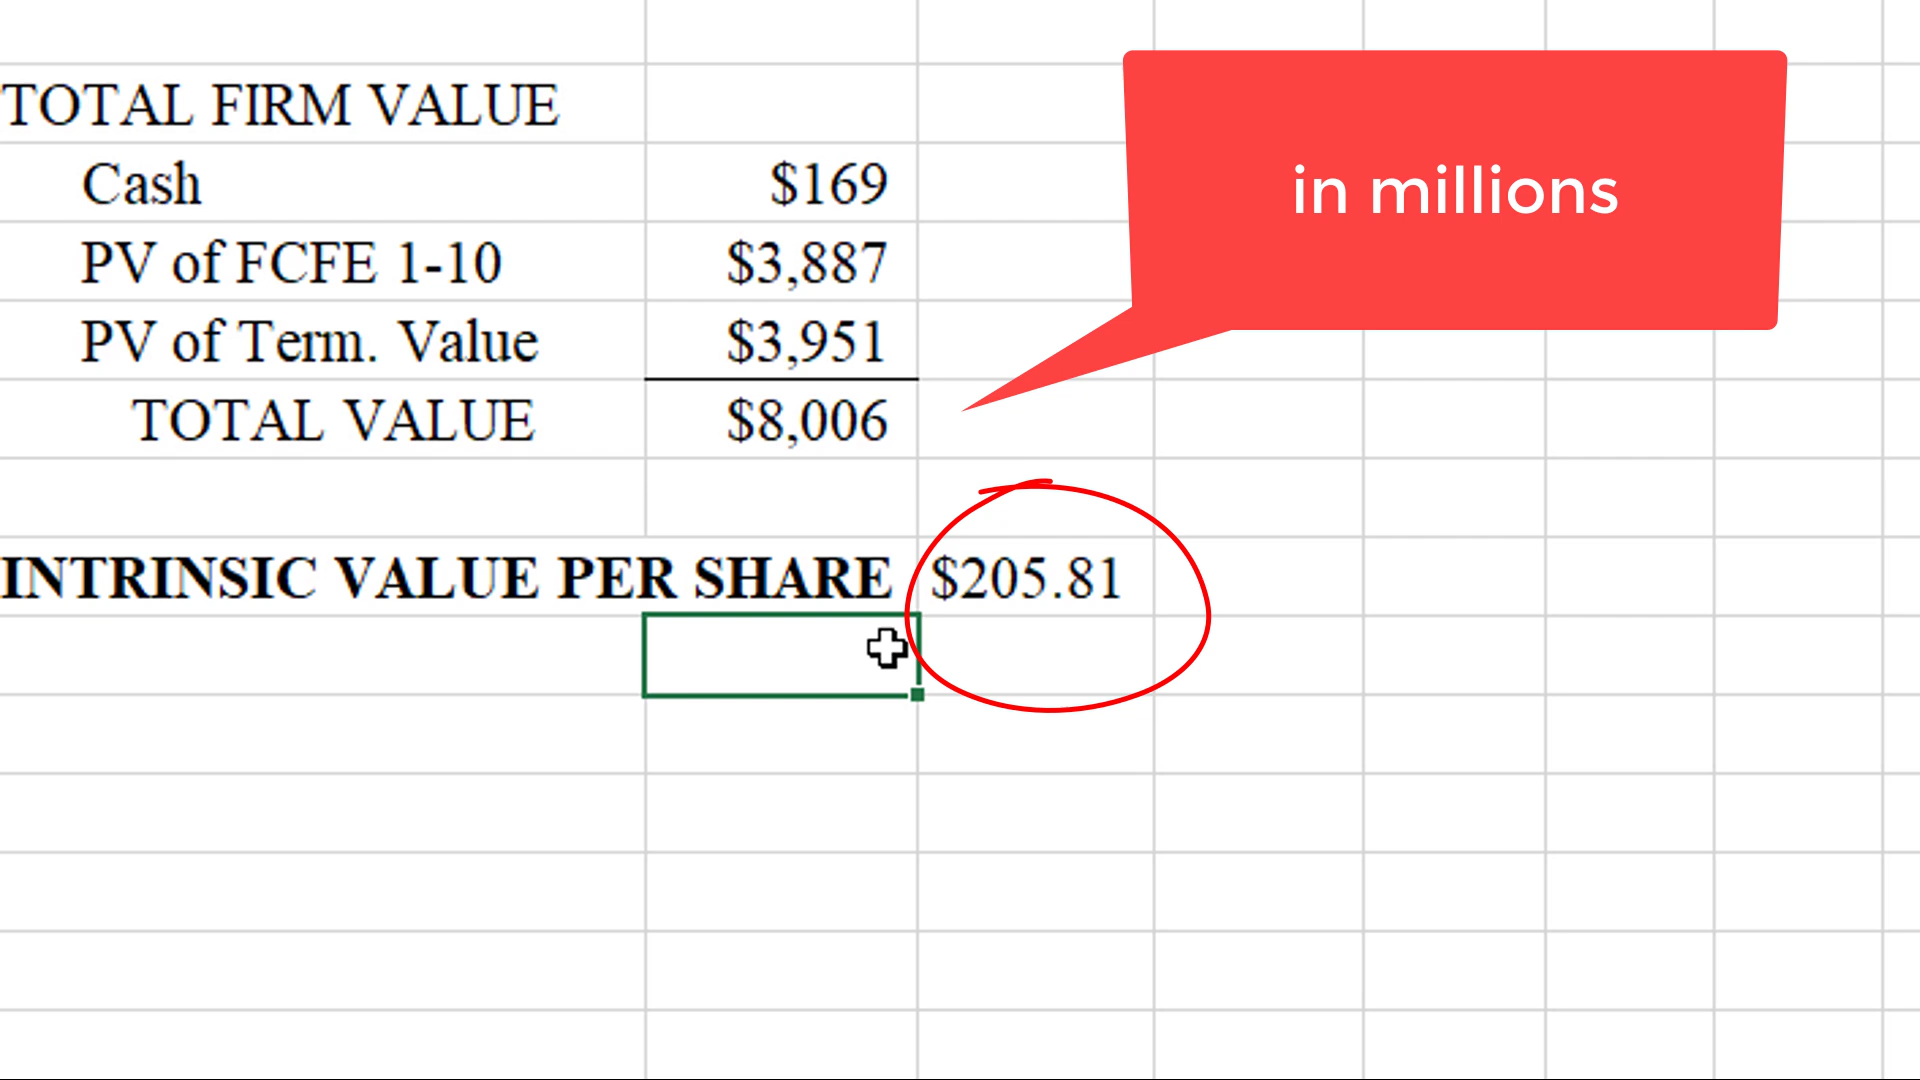 TOTAL FIRM VALUE
Cash $169
PV of FCFE 1-10 $3,887
PV of Term. Value $3,951
TOTAL VALUE $8,006
in millions
INTRINSIC VALUE PER SHARE $205.81